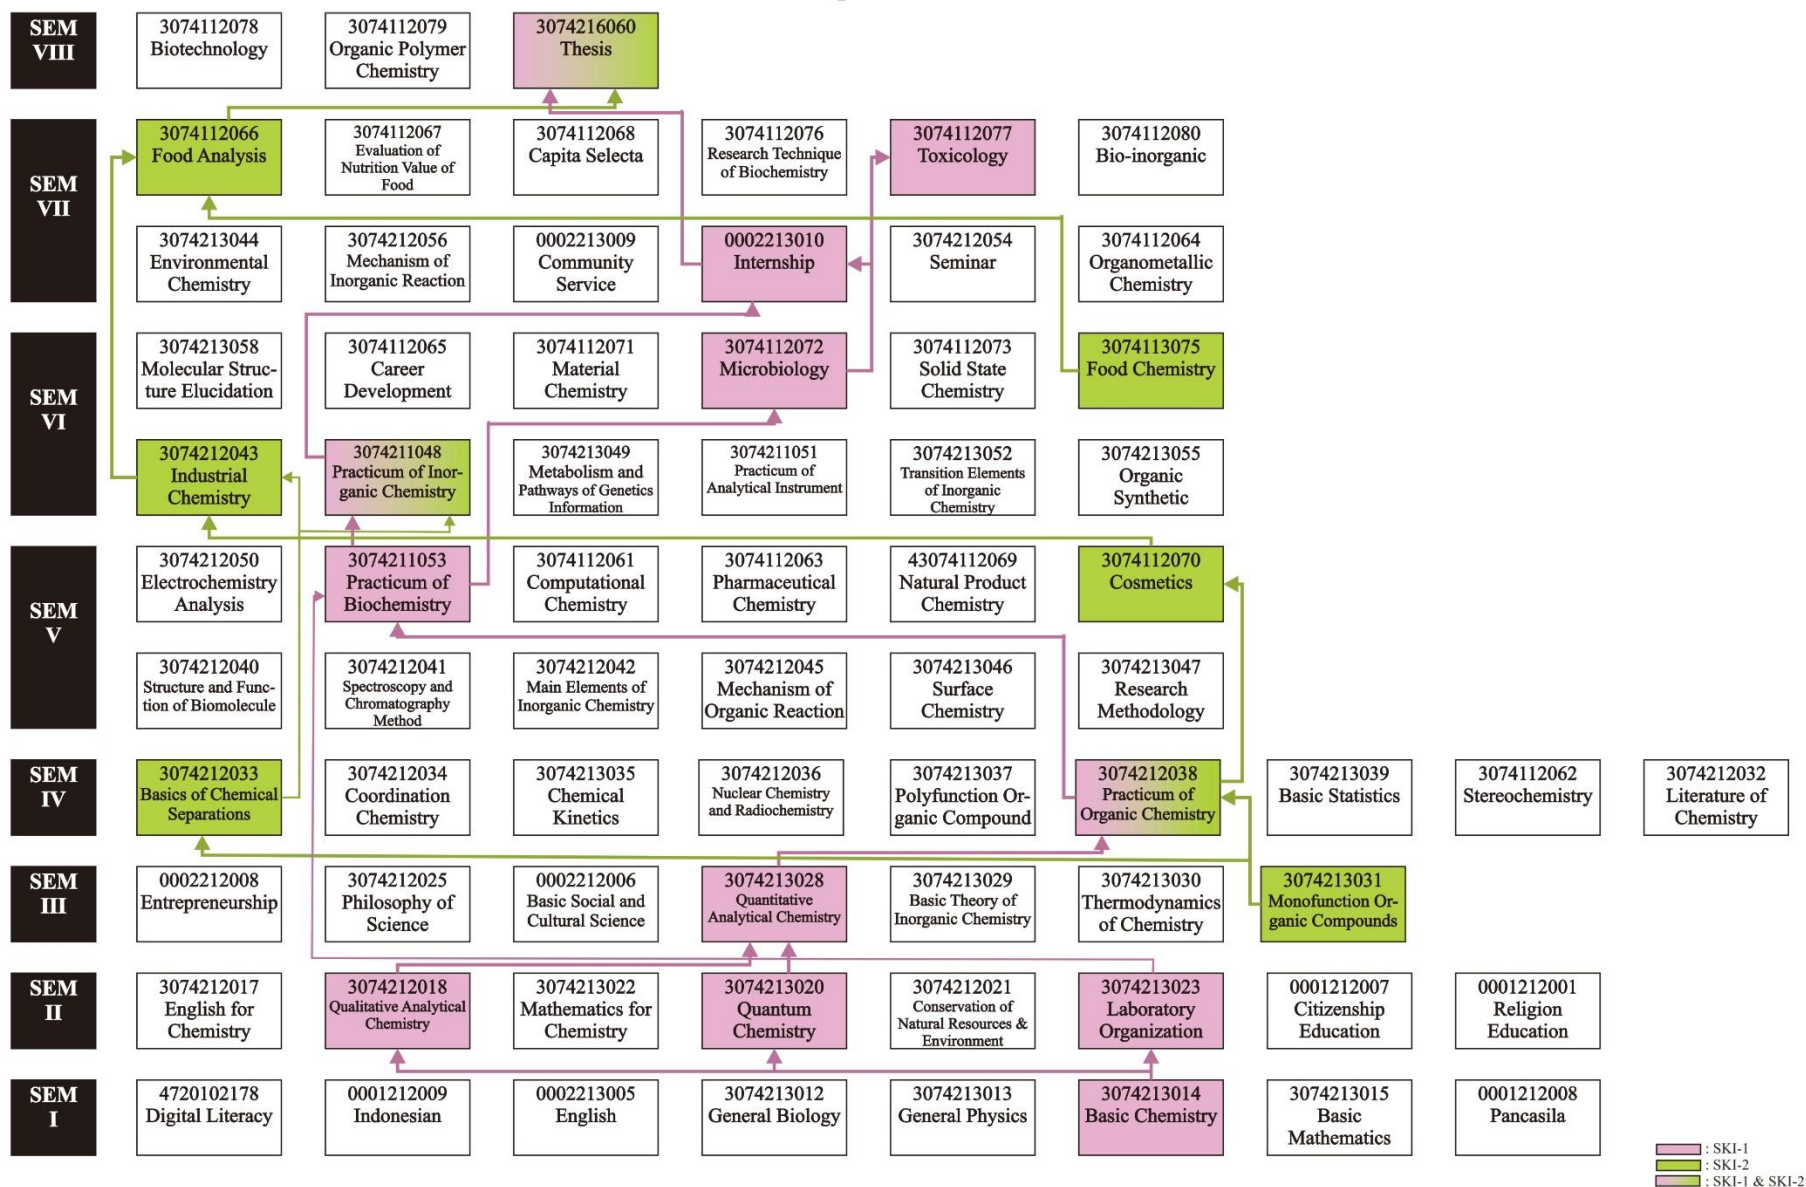 SEM
VIII
3074112078
Biotechnology
3074112079
Organic Polymer
Chemistry
3074216060
Thesis
SEM
VII
3074112066
Food Analysis
3074112067
Evaluation of
Nutrition Value of
Food
3074112068
Capita Selecta
3074112076
Research Technique
of Biochemistry
3074112077
Toxicology
3074112080
Bio-inorganic
3074213044
Environmental
Chemistry
3074212056
Mechanism of
Inorganic Reaction
0002213009
Community
Service
0002213010
Internship
3074212054
Seminar
3074112064
Organometallic
Chemistry
SEM
VI
3074213058
Molecular Struc-
ture Elucidation
3074112065
Career
Development
3074112071
Material
Chemistry
3074112072
Microbiology
3074112073
Solid State
Chemistry
3074113075
Food Chemistry
3074212043
Industrial
Chemistry
3074211048
Practicum of Inor-
ganic Chemistry
3074213049
Metabolism and
Pathways of Genetics
Information
3074211051
Practicum of
Analytical Instrument
3074213052
Transition Elements
of Inorganic
Chemistry
3074213055
Organic
Synthetic
SEM
V
3074212050
Electrochemistry
Analysis
3074211053
Practicum of
Biochemistry
3074112061
Computational
Chemistry
3074112063
Pharmaceutical
Chemistry
43074112069
Natural Product
Chemistry
3074112070
Cosmetics
3074212040
Structure and Func-
tion of Biomolecule
3074212041
Spectroscopy and
Chromatography
Method
3074212042
Main Elements of
Inorganic Chemistry
3074212045
Mechanism of
Organic Reaction
3074213046
Surface
Chemistry
3074213047
Research
Methodology
SEM
IV
3074212033
Basics of Chemical
Separations
3074212034
Coordination
Chemistry
3074213035
Chemical
Kinetics
3074212036
Nuclear Chemistry
and Radiochemistry
3074213037
Polyfunction Or-
ganic Compound
3074212038
Practicum of
Organic Chemistry
3074213039
Basic Statistics
3074112062
Stereochemistry
3074212032
Literature of
Chemistry
SEM
III
0002212008
Entrepreneurship
3074212025
Philosophy of
Science
0002212006
Basic Social and
Cultural Science
3074213028
Quantitative
Analytical Chemistry
3074213029
Basic Theory of
Inorganic Chemistry
3074213030
Thermodynamics
of Chemistry
3074213031
Monofunction Or-
ganic Compounds
SEM
II
3074212017
English for
Chemistry
3074212018
Qualitative Analytical
Chemistry
3074213022
Mathematics for
Chemistry
3074213020
Quantum
Chemistry
3074212021
Conservation of
Natural Resources &
Environment
3074213023
Laboratory
Organization
0001212007
Citizenship
Education
0001212001
Religion
Education
SEM
I
4720102178
Digital Literacy
0001212009
Indonesian
0002213005
English
3074213012
General Biology
3074213013
General Physics
3074213014
Basic Chemistry
3074213015
Basic
Mathematics
0001212008
Pancasila
: SKI-1
: SKI-2
: SKI-1 & SKI-2